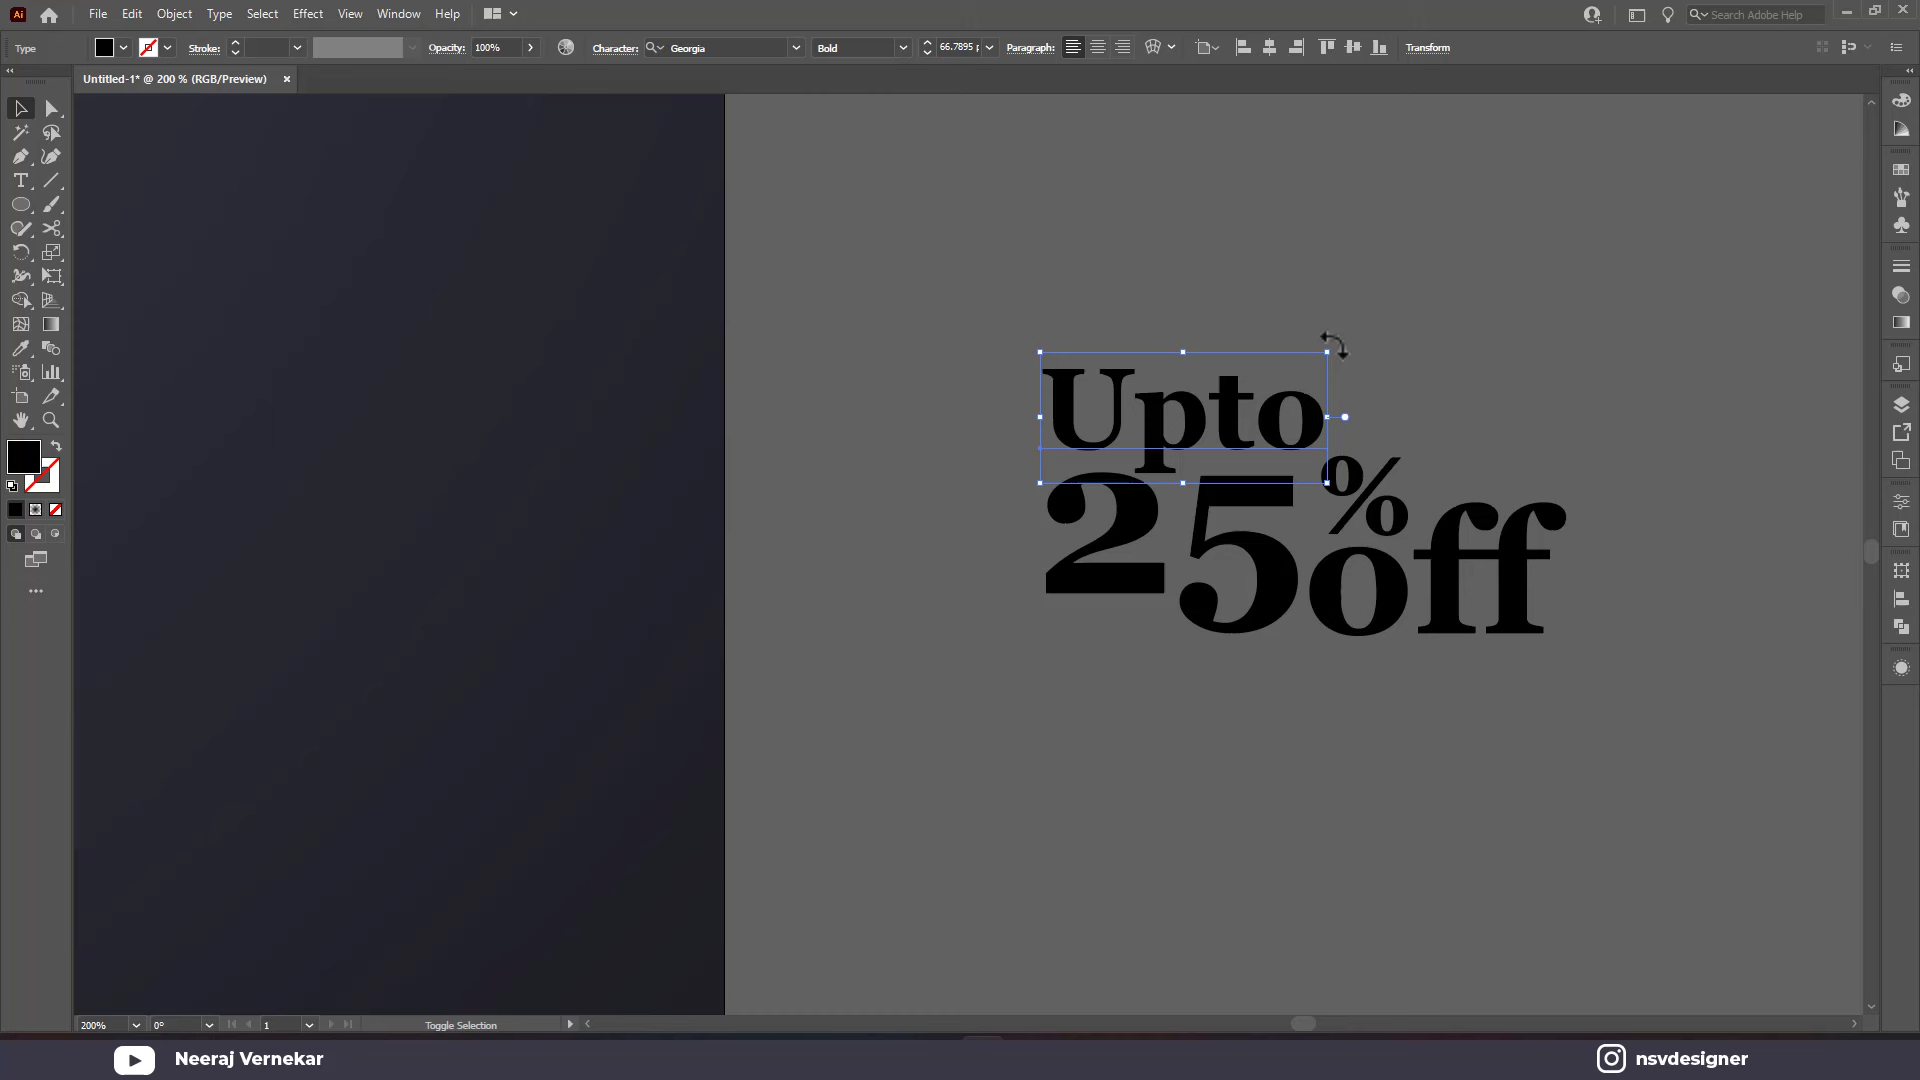 Ai File Edit Object Type Select Effect View Window Help Search Adobe Help
Type Stroke: Opacity: 100% Character: Georgia Bold 66.7895 p Paragraph: Transform
Untitled-1* @ 200 % (RGB/Preview)
Upto
25%off
200% 0° 1 Toggle Selection
Neeraj Vernekar nsvdesigner